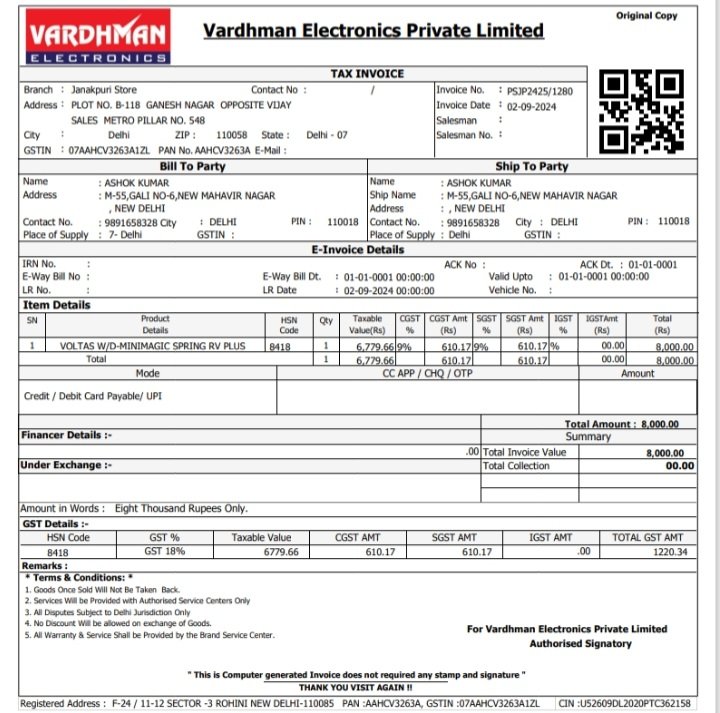 Original Copy
VARDHMAN
ELECTRONICS
Vardhman Electronics Private Limited
TAX INVOICE
Branch : Janakpuri Store Contact No : / Invoice No. : PSJP2425/1280
Address : PLOT NO. B-118 GANESH NAGAR OPPOSITE VIJAY Invoice Date : 02-09-2024
SALES METRO PILLAR NO. 548 Salesman :
City : Delhi ZIP : 110058 State : Delhi - 07 Salesman No. :
GSTIN : 07AAHCV3263A1ZL PAN No. AAHCV3263A E-Mail :
Bill To Party Ship To Party
Name : ASHOK KUMAR Name : ASHOK KUMAR
Address : M-55,GALI NO-6,NEW MAHAVIR NAGAR Ship Name : M-55,GALI NO-6,NEW MAHAVIR NAGAR
, NEW DELHI Address : , NEW DELHI
Contact No. : 9891658328 City : DELHI PIN : 110018 Contact No. : 9891658328 City : DELHI PIN : 110018
Place of Supply : 7- Delhi GSTIN : Place of Supply : Delhi GSTIN :
E-Invoice Details
IRN No. : ACK No : ACK Dt. : 01-01-0001
E-Way Bill No : E-Way Bill Dt. : 01-01-0001 00:00:00 Valid Upto : 01-01-0001 00:00:00
LR No. : LR Date : 02-09-2024 00:00:00 Vehicle No. :
Item Details
SN Product Details HSN Code Qty Taxable Value(Rs) CGST % CGST Amt (Rs) SGST % SGST Amt (Rs) IGST % IGSTAmt (Rs) Total (Rs)
1 VOLTAS W/D-MINIMAGIC SPRING RV PLUS 8418 1 6,779.66 9% 610.17 9% 610.17 % 00.00 8,000.00
Total 1 6,779.66 610.17 610.17 00.00 8,000.00
Mode CC APP / CHQ / OTP Amount
Credit / Debit Card Payable/ UPI
Total Amount : 8,000.00
Financer Details :- Summary
.00 Total Invoice Value 8,000.00
Under Exchange :- Total Collection 00.00
Amount in Words : Eight Thousand Rupees Only.
GST Details :-
HSN Code GST % Taxable Value CGST AMT SGST AMT IGST AMT TOTAL GST AMT
8418 GST 18% 6779.66 610.17 610.17 .00 1220.34
Remarks :
* Terms & Conditions: *
1. Goods Once Sold Will Not Be Taken Back.
2. Services Will be Provided with Authorised Service Centers Only
3. All Disputes Subject to Delhi Jurisdiction Only
4. No Discount Will be allowed on exchange of Goods.
5. All Warranty & Service Shall be Provided by the Brand Service Center.
For Vardhman Electronics Private Limited
Authorised Signatory
" This is Computer generated Invoice does not required any stamp and signature "
THANK YOU VISIT AGAIN !!
Registered Address : F-24 / 11-12 SECTOR -3 ROHINI NEW DELHI-110085 PAN :AAHCV3263A, GSTIN :07AAHCV3263A1ZL CIN :U52609DL2020PTC362158